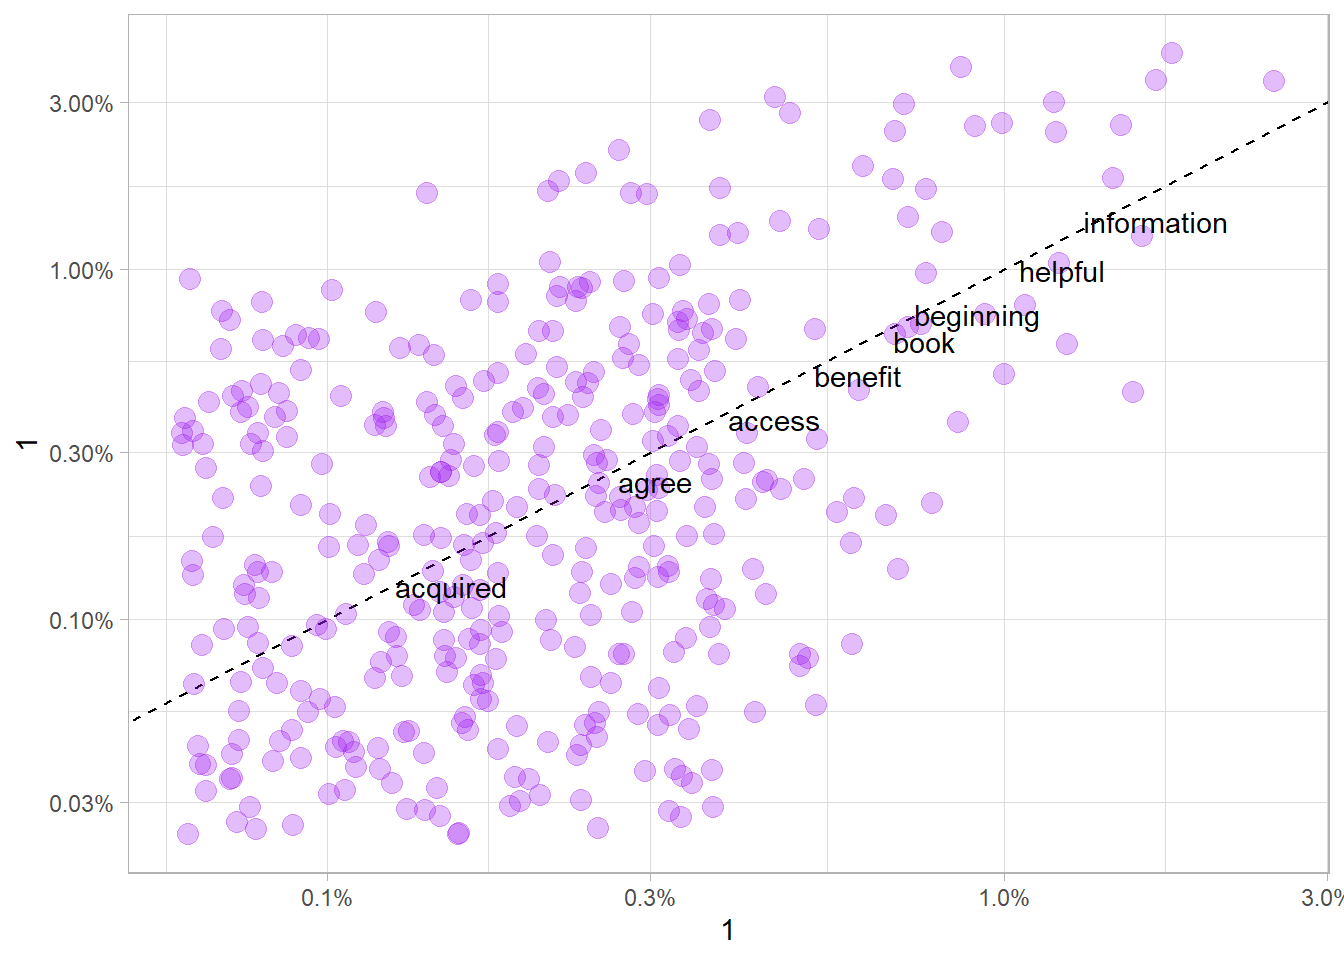 3.00%
information
1.00%
helpful
beginning
book
benefit
access
1
0.30%
agree
acquired
0.10%
0.03%
0.1%
0.3%
1.0%
3.0%
1